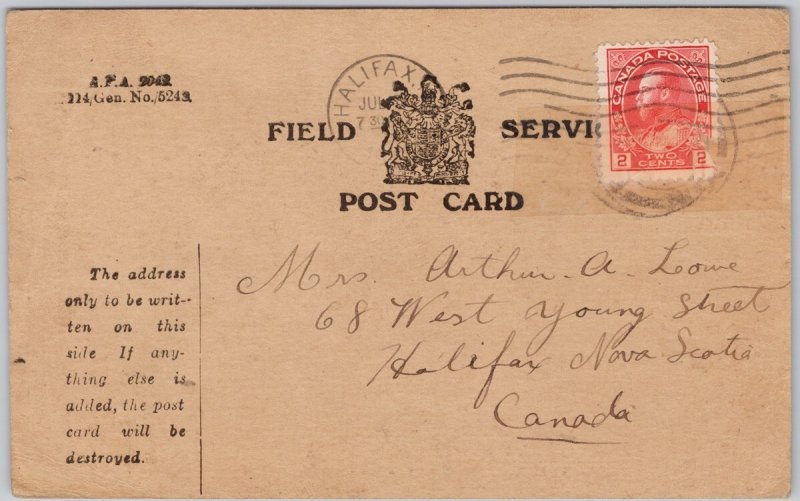 A.F.A. 2042
114/Gen. No./5243
HALIFAX
JUL
7 30
CANADA POSTAGE
2 TWO CENTS 2
FIELD SERVIC
POST CARD
The address
only to be writ-
ten on this
side If any-
thing else is
added, the post
card will be
destroyed.
Mrs. Arthur. A. Lowe
68 West Young Street
Halifax Nova Scotia
Canada